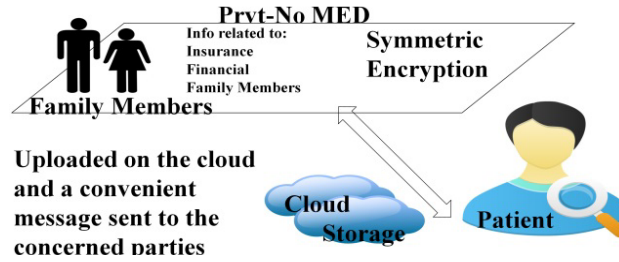 Prvt-No MED
Info related to:
Insurance
Financial
Family Members
Symmetric
Encryption
Family Members
Uploaded on the cloud
and a convenient
message sent to the
concerned parties
Cloud
Storage
Patient